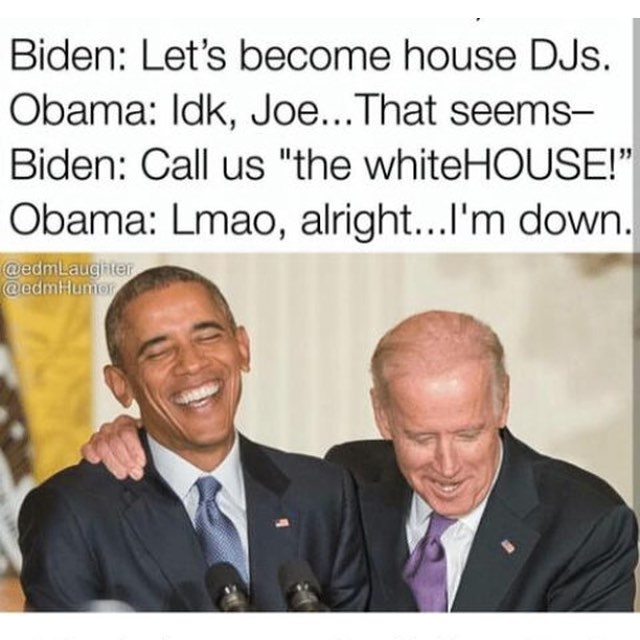 Biden: Let's become house DJs.
Obama: Idk, Joe...That seems–
Biden: Call us "the whiteHOUSE!”
Obama: Lmao, alright...I'm down.
@edmLaughter
@edmHumor